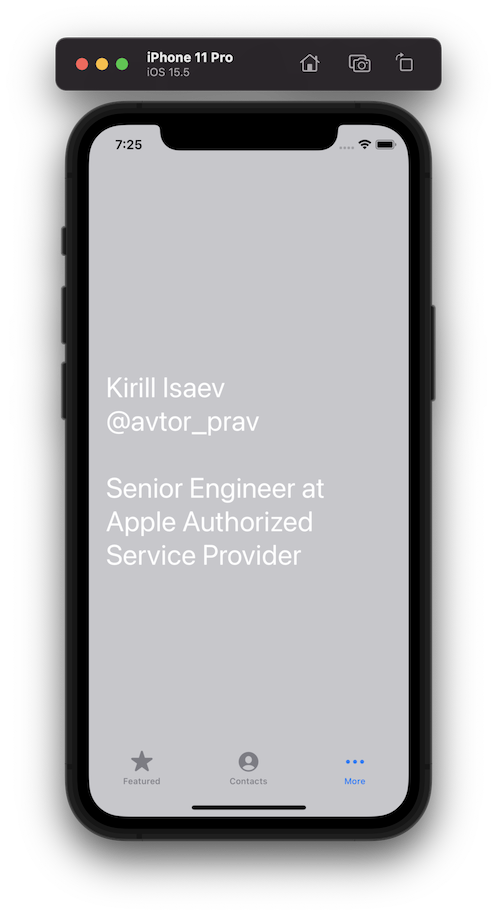 iPhone 11 Pro
iOS 15.5
7:25
Kirill Isaev
@avtor_prav
Senior Engineer at
Apple Authorized
Service Provider
Featured
Contacts
More